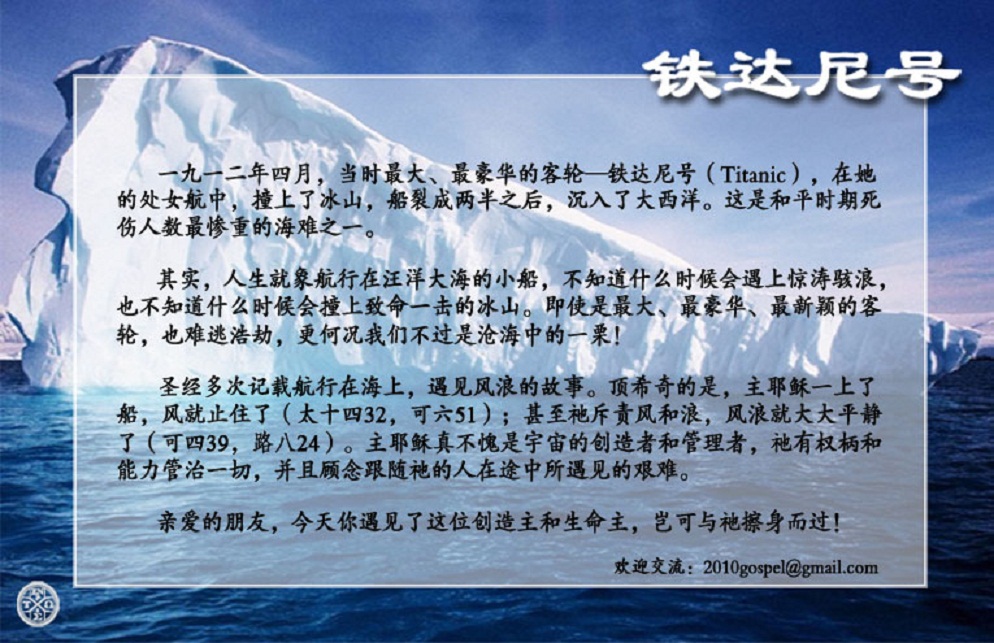 铁达尼号
一九一二年四月，当时最大、最豪华的客轮—铁达尼号（Titanic），在她
的处女航中，撞上了冰山，船裂成两半之后，沉入了大西洋。这是和平时期死
伤人数最惨重的海难之一。
其实，人生就象航行在汪洋大海的小船，不知道什么时候会遇上惊涛骇浪，
也不知道什么时候会撞上致命一击的冰山。即使是最大、最豪华、最新颖的客
轮，也难逃浩劫，更何况我们不过是沧海中的一栗！
圣经多次记载航行在海上，遇见风浪的故事。顶希奇的是，主耶稣一上了
船，风就止住了（太十四32，可六51）；甚至祂斥责风和浪，风浪就大大平静
了（可四39，路八24）。主耶稣真不愧是宇宙的创造者和管理者，祂有权柄和
能力管治一切，并且顾念跟随祂的人在途中所遇见的艰难。
亲爱的朋友，今天你遇见了这位创造主和生命主，岂可与祂擦身而过！
欢迎交流：2010gospel@gmail.com